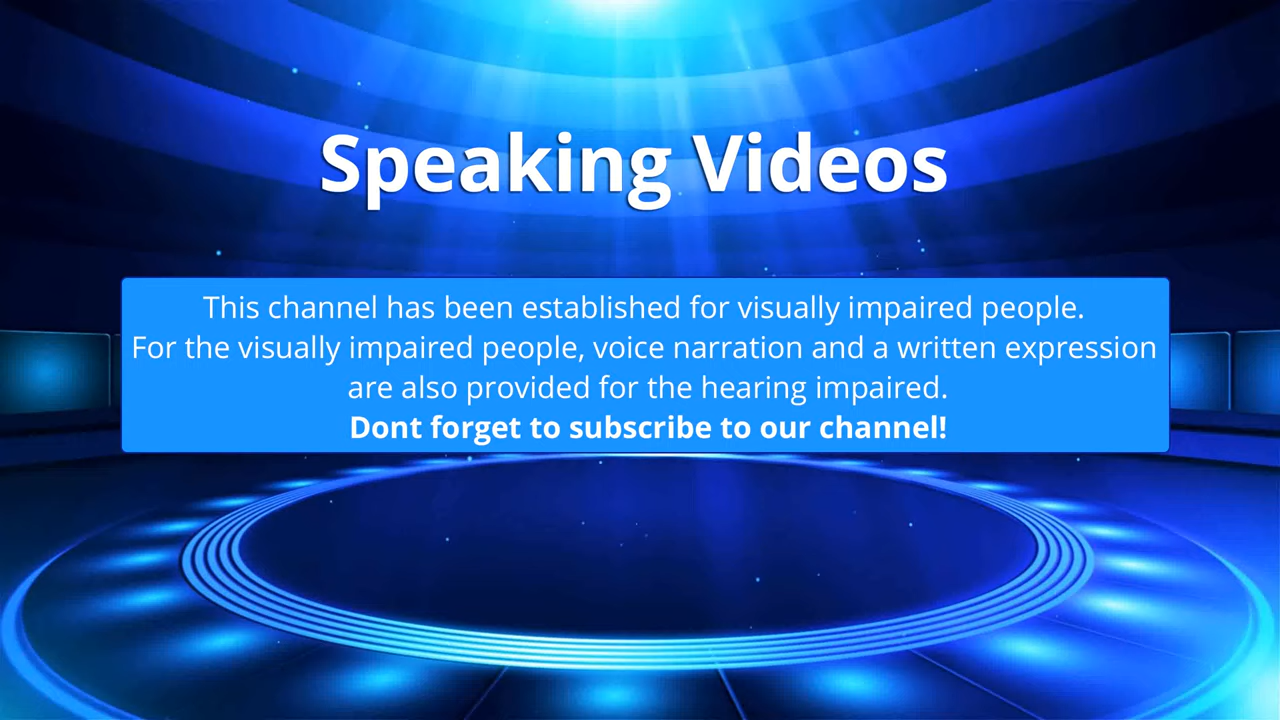 Speaking Videos
This channel has been established for visually impaired people.
For the visually impaired people, voice narration and a written expression
are also provided for the hearing impaired.
Dont forget to subscribe to our channel!